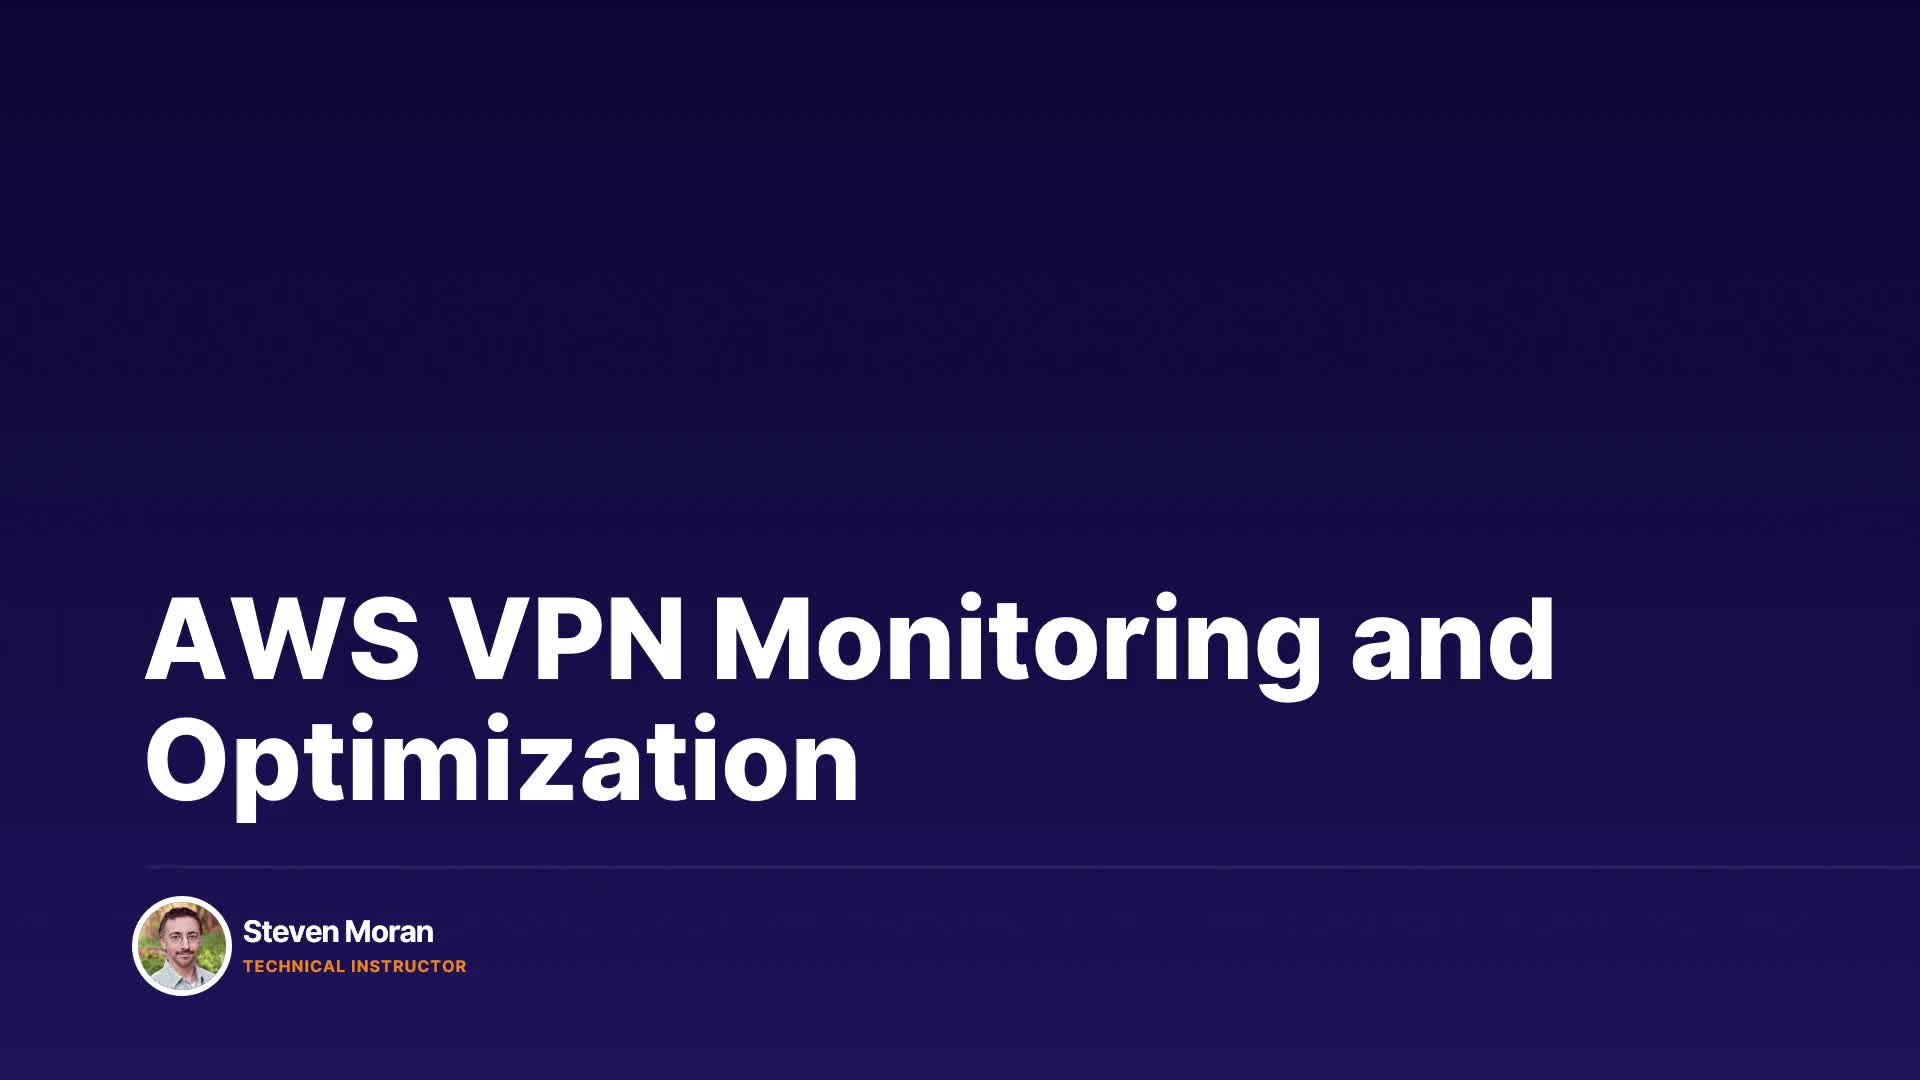 AWS VPN Monitoring and
Optimization
Steven Moran
TECHNICAL INSTRUCTOR